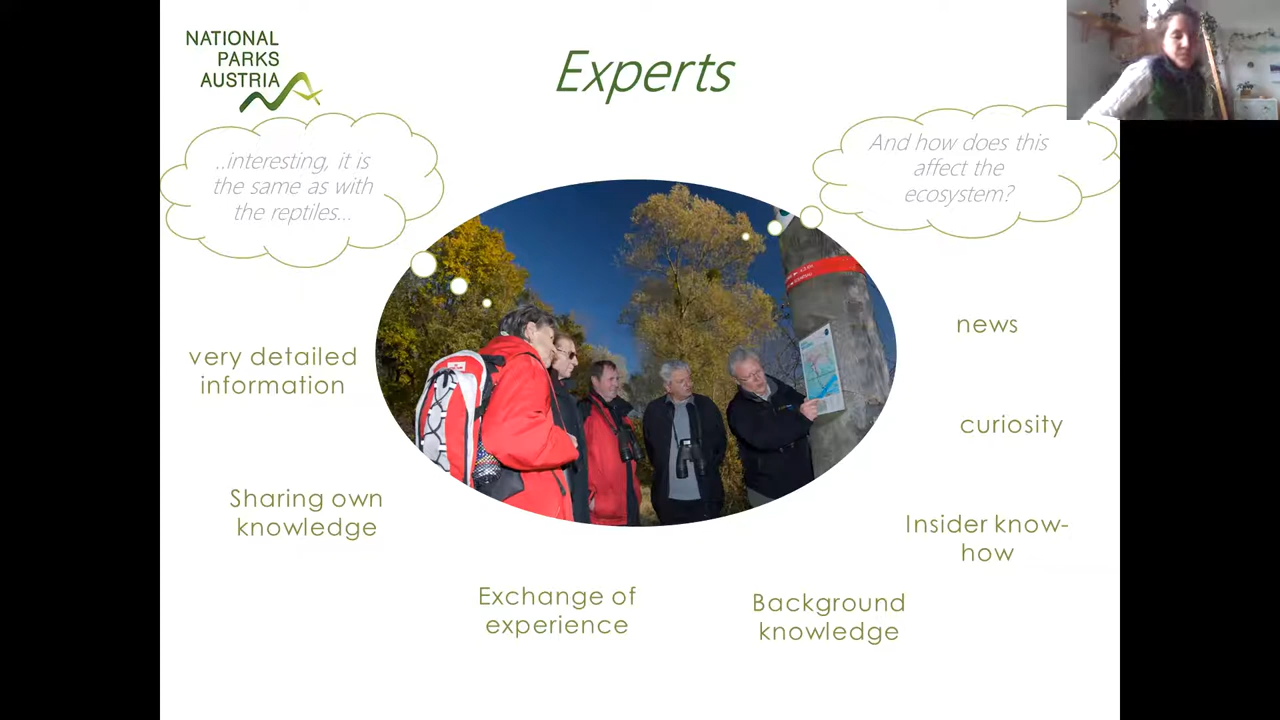 NATIONAL
PARKS
AUSTRIA
Experts
..interesting, it is
the same as with
the reptiles...
And how does this
affect the
ecosystem?
very detailed
information
news
curiosity
Sharing own
knowledge
Insider know-
how
Exchange of
experience
Background
knowledge